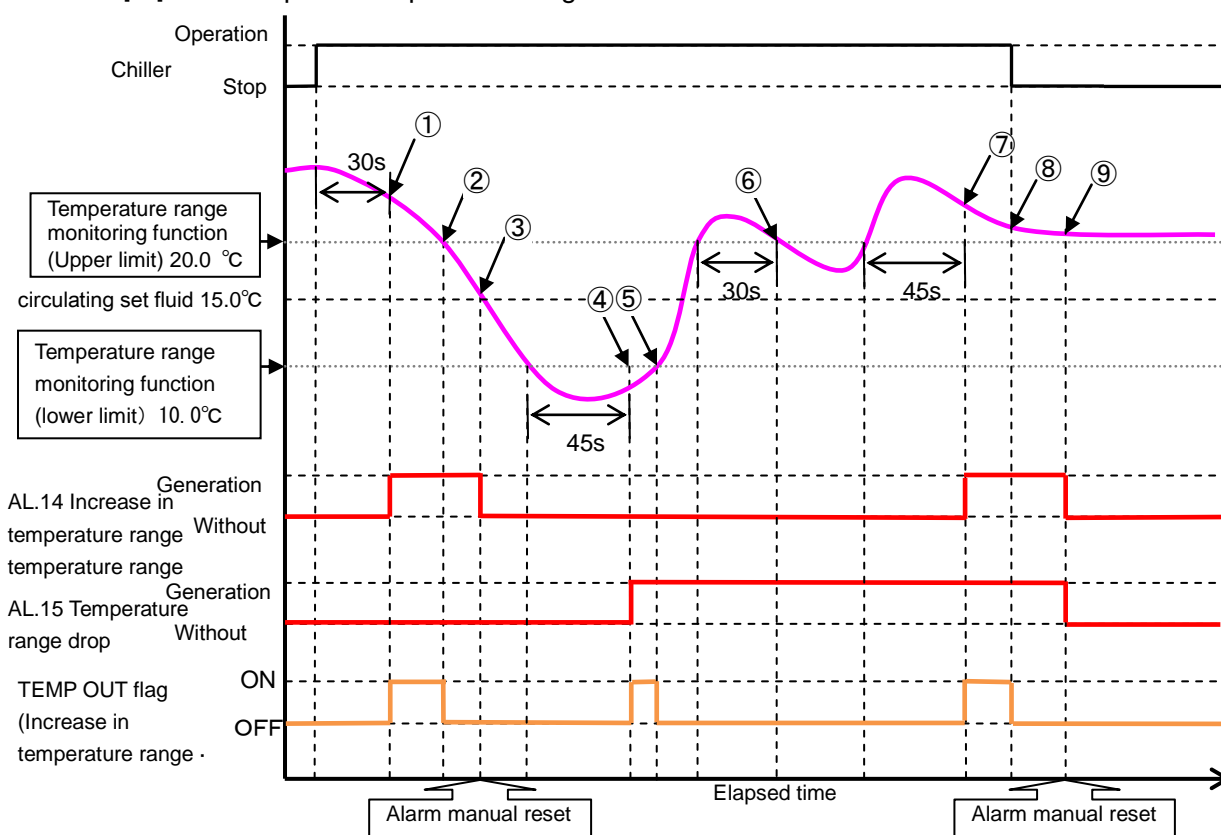 Operation
Chiller
Stop
①
30s
②
Temperature range
monitoring function
(Upper limit) 20.0 ℃
③
⑥
⑦
⑧
⑨
circulating set fluid 15.0℃
④⑤
30s
45s
Temperature range
monitoring function
(lower limit) 10.0℃
45s
Generation
AL.14 Increase in
temperature range
Without
temperature range
Generation
AL.15 Temperature
range drop
Without
TEMP OUT flag
(Increase in
temperature range ·
ON
OFF
Elapsed time
Alarm manual reset
Alarm manual reset